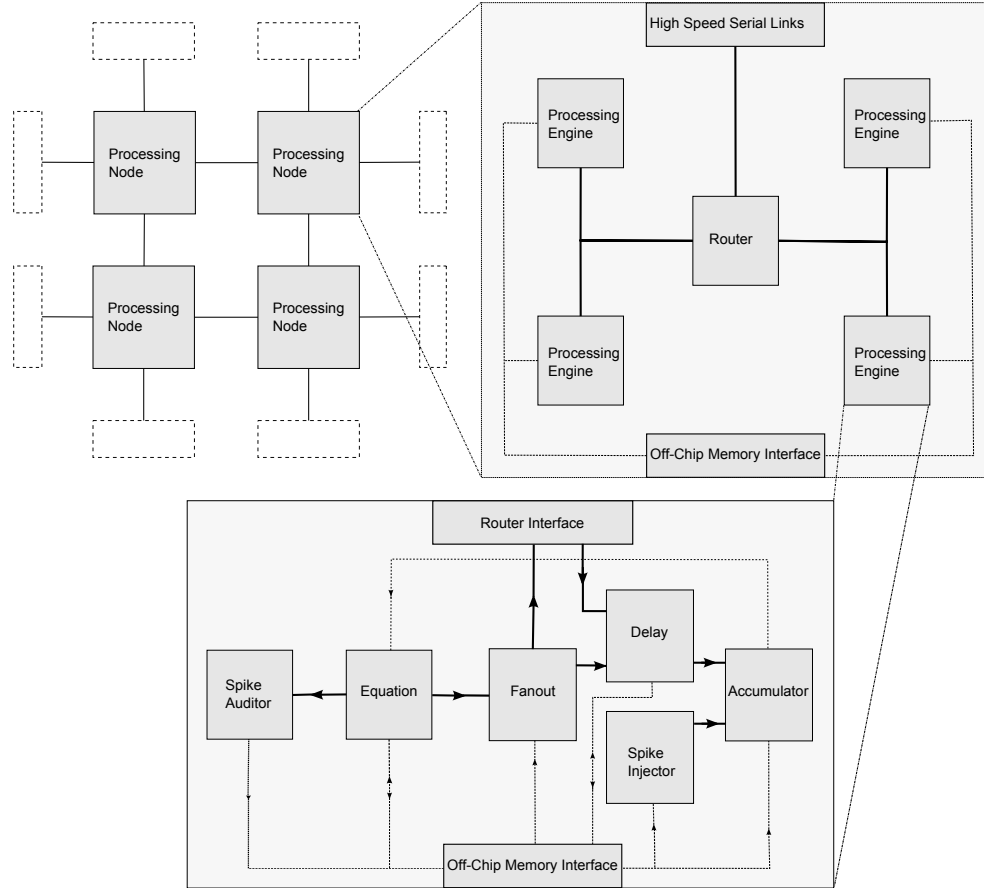 High Speed Serial Links
Processing
Node
Processing
Node
Processing
Engine
Processing
Engine
Router
Processing
Node
Processing
Node
Processing
Engine
Processing
Engine
Off-Chip Memory Interface
Router Interface
Delay
Spike
Auditor
Equation
Fanout
Accumulator
Spike
Injector
Off-Chip Memory Interface